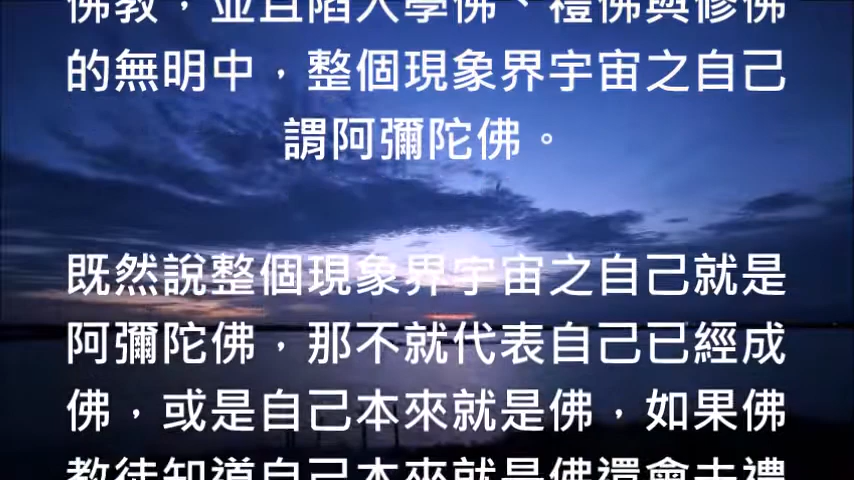 佛教，並且陷入學佛、禮佛與修佛
的無明中，整個現象界宇宙之自己
謂阿彌陀佛。
既然說整個現象界宇宙之自己就是
阿彌陀佛，那不就代表自己已經成
佛，或是自己本來就是佛，如果佛
教徒知道自己本來就是佛還會去禮